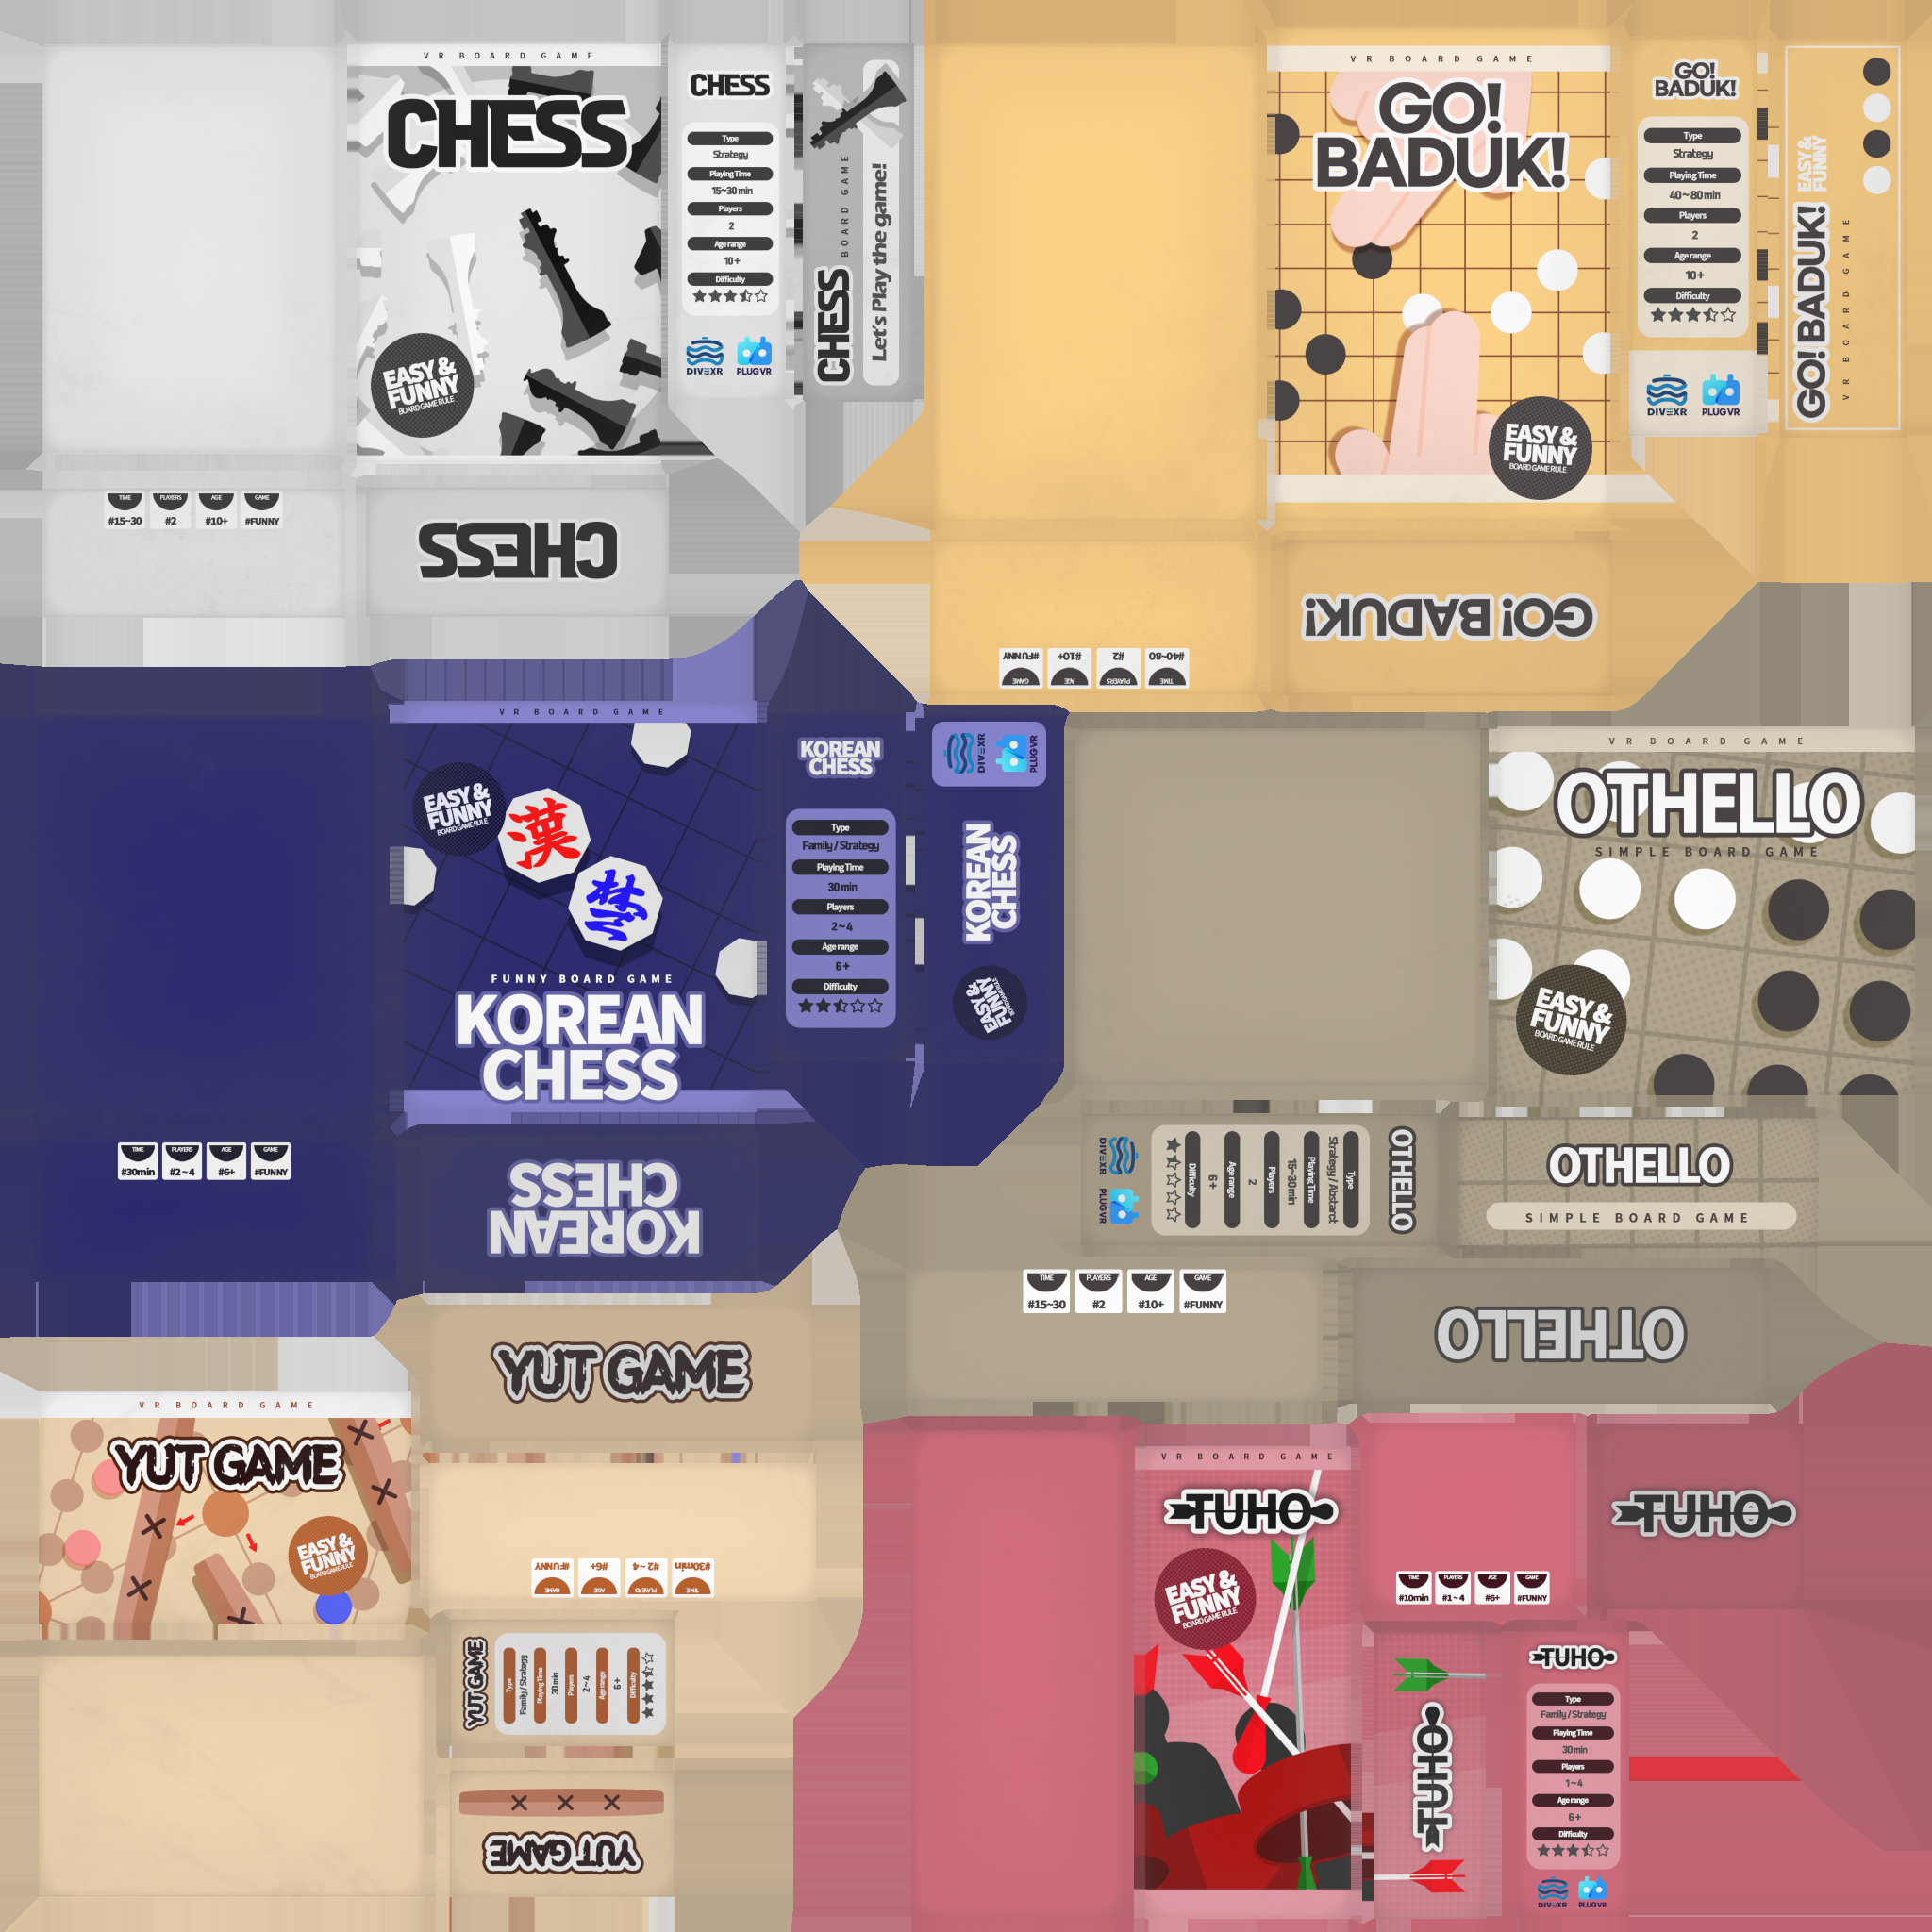 VR BOARD GAME
CHESS
EASY &
FUNNY
BOARD GAME RULE
CHESS
Type
Strategy
Playing Time
15~30 min
Players
2
Age range
10+
Difficulty
DIVEXR
PLUGVR
CHESS
BOARD GAME
Let's Play the game!
TIME
#15~30
PLAYERS
#2
AGE
#10+
GAME
#FUNNY
CHESS
VR BOARD GAME
GO!
BADUK!
EASY &
FUNNY
BOARD GAME RULE
GO!
BADUK!
Type
Strategy
Playing Time
40~80 min
Players
2
Age range
10+
Difficulty
DIVEXR
PLUGVR
GO! BADUK!
EASY &
FUNNY
VR BOARD GAME
TIME
#40~80
PLAYERS
#2
AGE
#10+
GAME
#FUNNY
GO! BADUK!
VR BOARD GAME
EASY &
FUNNY
BOARD GAME RULE
漢
楚
FUNNY BOARD GAME
KOREAN
CHESS
KOREAN
CHESS
Type
Family / Strategy
Playing Time
30 min
Players
2~4
Age range
6+
Difficulty
DIVEXR
PLUGVR
KOREAN
CHESS
EASY &
FUNNY
BOARD GAME RULE
TIME
#30min
PLAYERS
#2~4
AGE
#6+
GAME
#FUNNY
KOREAN
CHESS
VR BOARD GAME
OTHELLO
SIMPLE BOARD GAME
EASY &
FUNNY
BOARD GAME RULE
OTHELLO
Type
Strategy / Abstarct
Playing Time
15~30min
Players
2
Age range
6+
Difficulty
DIVEXR
PLUGVR
OTHELLO
SIMPLE BOARD GAME
TIME
#15~30
PLAYERS
#2
AGE
#10+
GAME
#FUNNY
OTHELLO
YUT GAME
VR BOARD GAME
YUT GAME
EASY &
FUNNY
BOARD GAME RULE
TIME
#30min
PLAYERS
#2~4
AGE
#6+
GAME
#FUNNY
YUT GAME
Type
Family / Strategy
Playing Time
30 min
Players
2~4
Age range
6+
Difficulty
YUT GAME
VR BOARD GAME
TUHO
EASY &
FUNNY
BOARD GAME RULE
TIME
#10min
PLAYERS
#1~4
AGE
#6+
GAME
#FUNNY
TUHO
TUHO
TUHO
Type
Family / Strategy
Playing Time
30 min
Players
1~4
Age range
6+
Difficulty
DIVEXR
PLUGVR